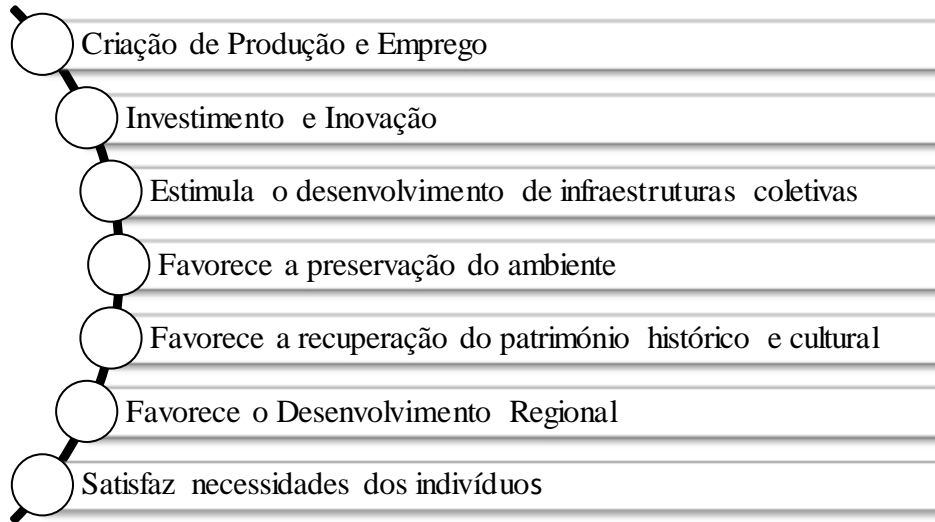 Criação de Produção e Emprego
Investimento e Inovação
Estimula o desenvolvimento de infraestruturas coletivas
Favorece a preservação do ambiente
Favorece a recuperação do património histórico e cultural
Favorece o Desenvolvimento Regional
Satisfaz necessidades dos indivíduos